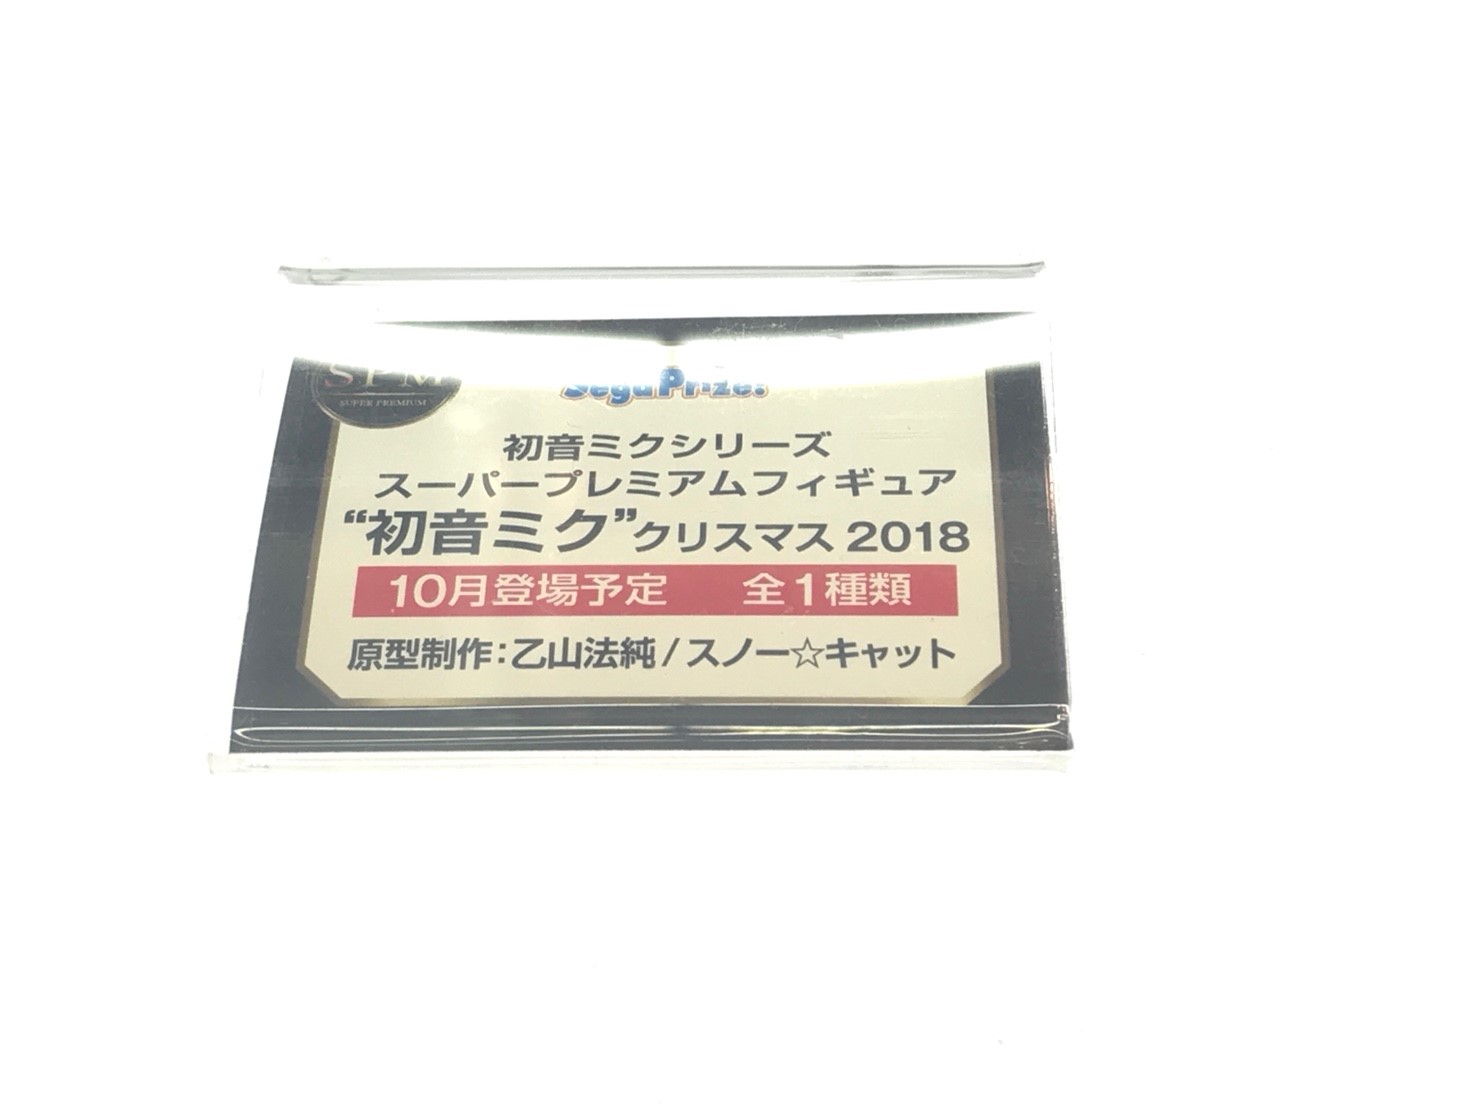 SPM
SUPER PREMIUM
SegaPrize!
初音ミクシリーズ
スーパープレミアムフィギュア
“初音ミク”クリスマス 2018
10月登場予定 全1種類
原型制作:乙山法純/スノー☆キャット